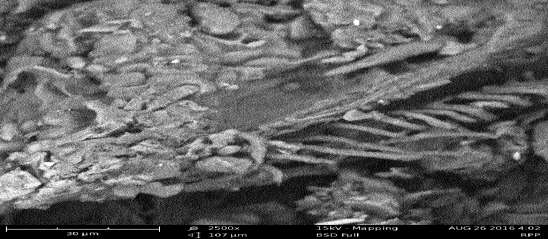 30 µm
2500x
107 µm
15kV - Mapping
BSD Full
AUG 26 2016 4:02
RPP